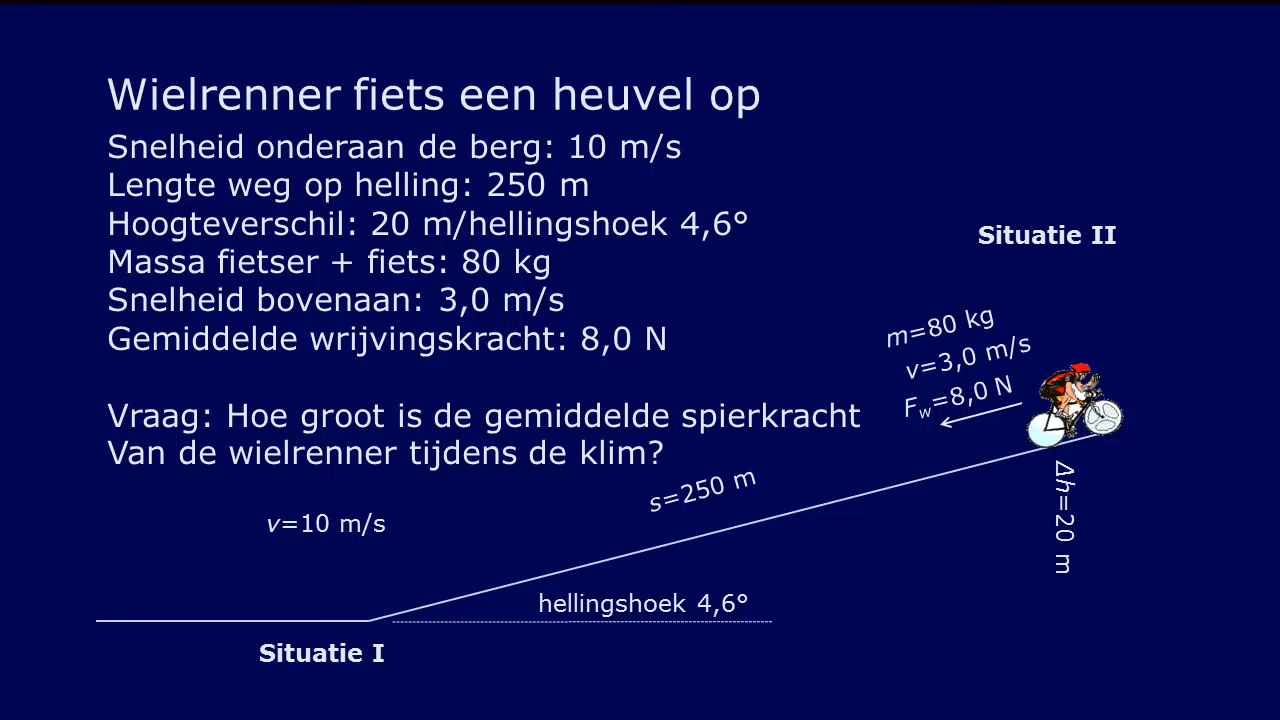 Wielrenner fiets een heuvel op
Snelheid onderaan de berg: 10 m/s
Lengte weg op helling: 250 m
Hoogteverschil: 20 m/hellingshoek 4,6°
Massa fietser + fiets: 80 kg
Snelheid bovenaan: 3,0 m/s
Gemiddelde wrijvingskracht: 8,0 N
Vraag: Hoe groot is de gemiddelde spierkracht
Van de wielrenner tijdens de klim?
Situatie II
m=80 kg
v=3,0 m/s
Fw=8,0 N
s=250 m
Δh=20 m
v=10 m/s
hellingshoek 4,6°
Situatie I